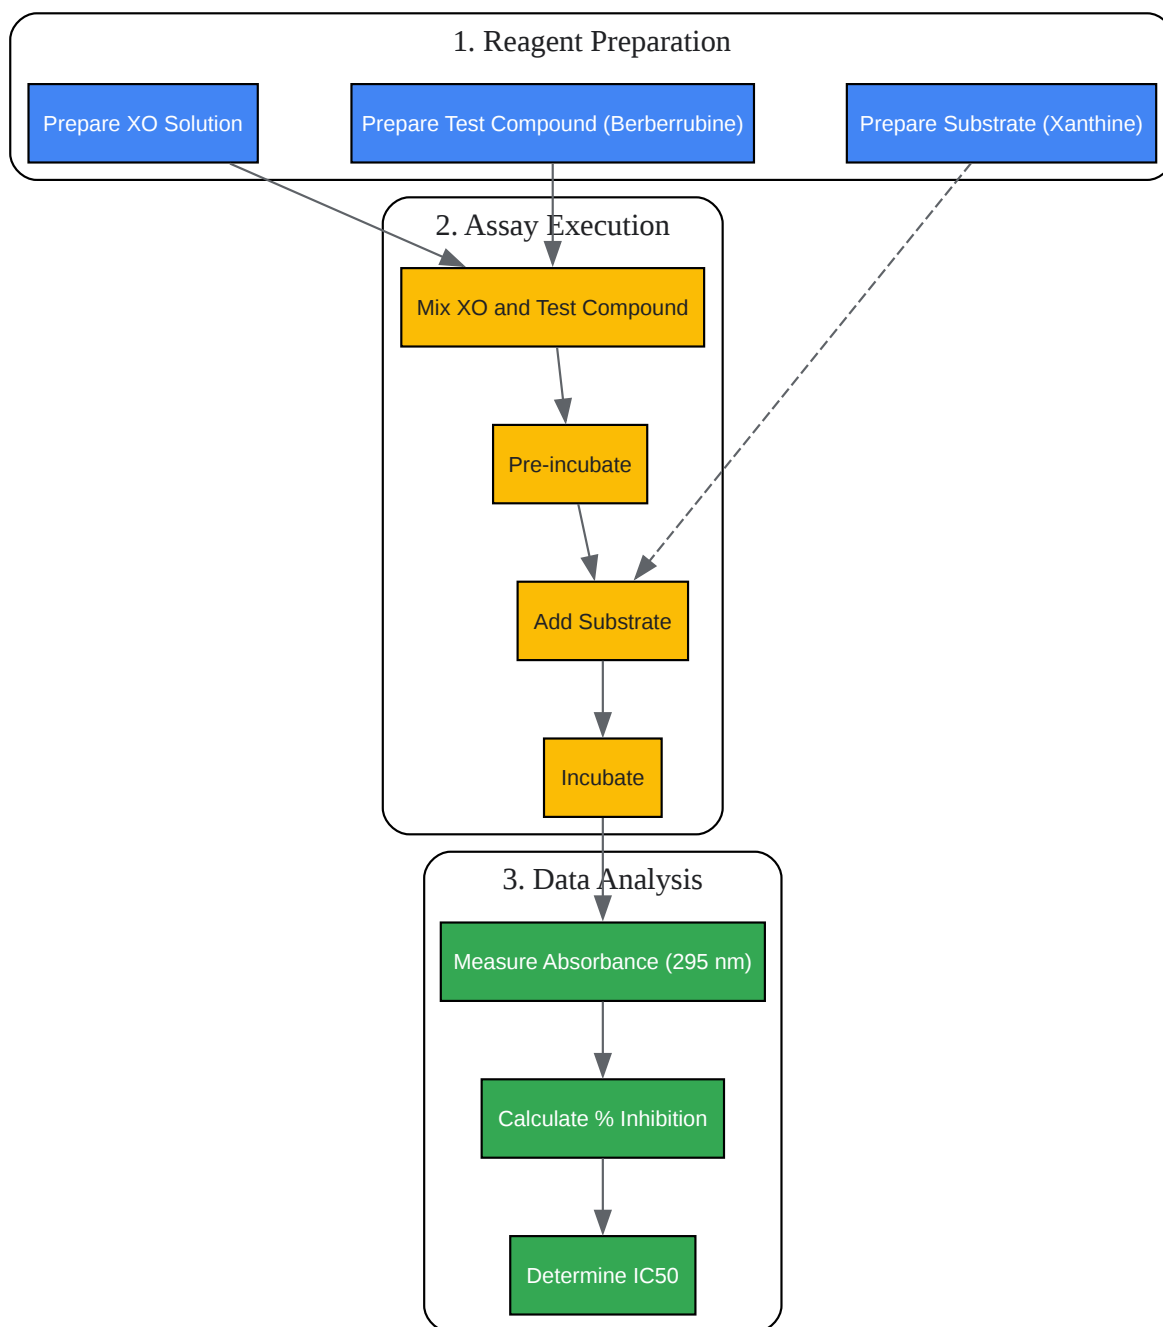 1. Reagent Preparation
Prepare XO Solution
Prepare Test Compound (Berberrubine)
Prepare Substrate (Xanthine)
2. Assay Execution
Mix XO and Test Compound
Pre-incubate
Add Substrate
Incubate
3. Data Analysis
Measure Absorbance (295 nm)
Calculate % Inhibition
Determine IC50